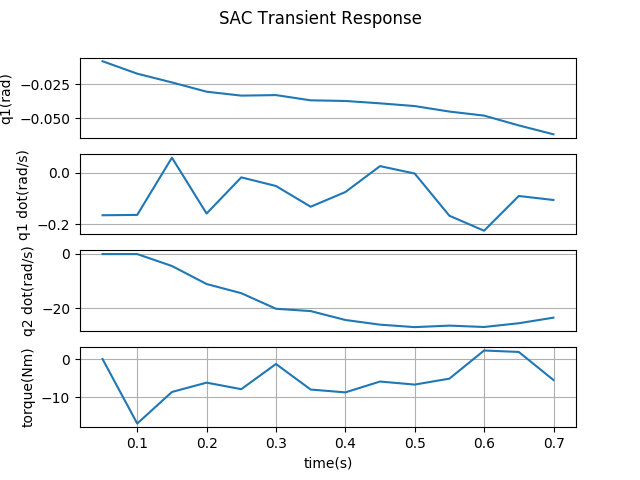 SAC Transient Response
q1(rad)
−0.025
−0.050
q1 dot(rad/s)
0.0
−0.2
q2 dot(rad/s)
0
−20
torque(Nm)
0
−10
0.1 0.2 0.3 0.4 0.5 0.6 0.7
time(s)